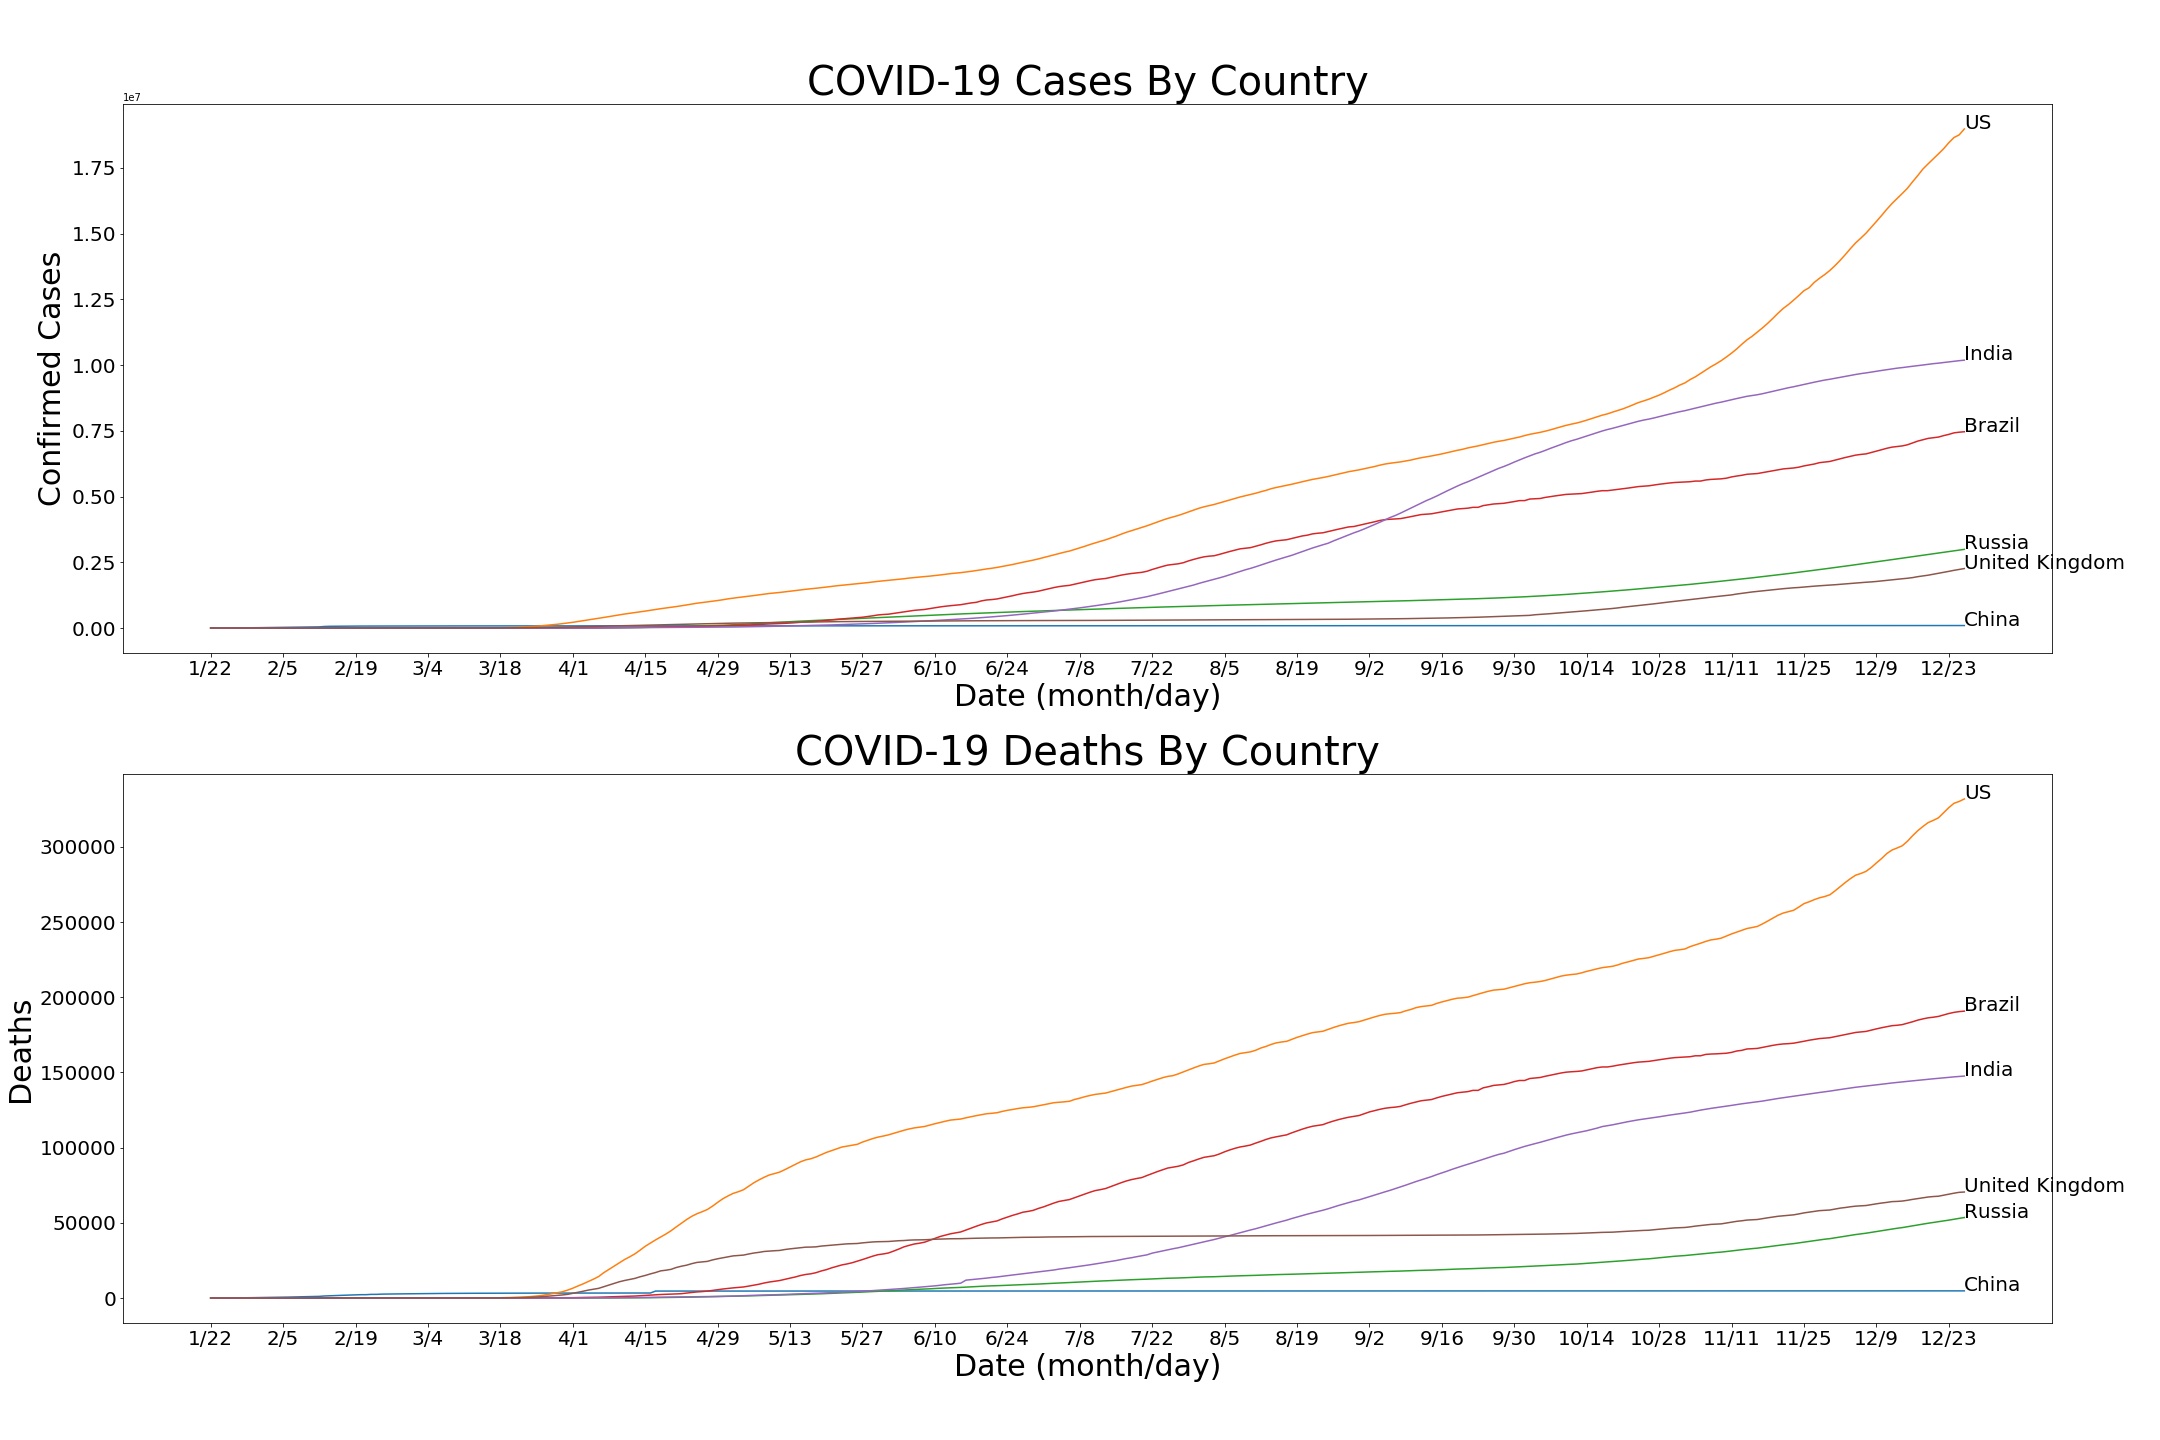 COVID-19 Cases By Country
1e7
Confirmed Cases
1.75
1.50
1.25
1.00
0.75
0.50
0.25
0.00
US
India
Brazil
Russia
United Kingdom
China
1/22 2/5 2/19 3/4 3/18 4/1 4/15 4/29 5/13 5/27 6/10 6/24 7/8 7/22 8/5 8/19 9/2 9/16 9/30 10/14 10/28 11/11 11/25 12/9 12/23
Date (month/day)
COVID-19 Deaths By Country
Deaths
300000
250000
200000
150000
100000
50000
0
US
Brazil
India
United Kingdom
Russia
China
1/22 2/5 2/19 3/4 3/18 4/1 4/15 4/29 5/13 5/27 6/10 6/24 7/8 7/22 8/5 8/19 9/2 9/16 9/30 10/14 10/28 11/11 11/25 12/9 12/23
Date (month/day)